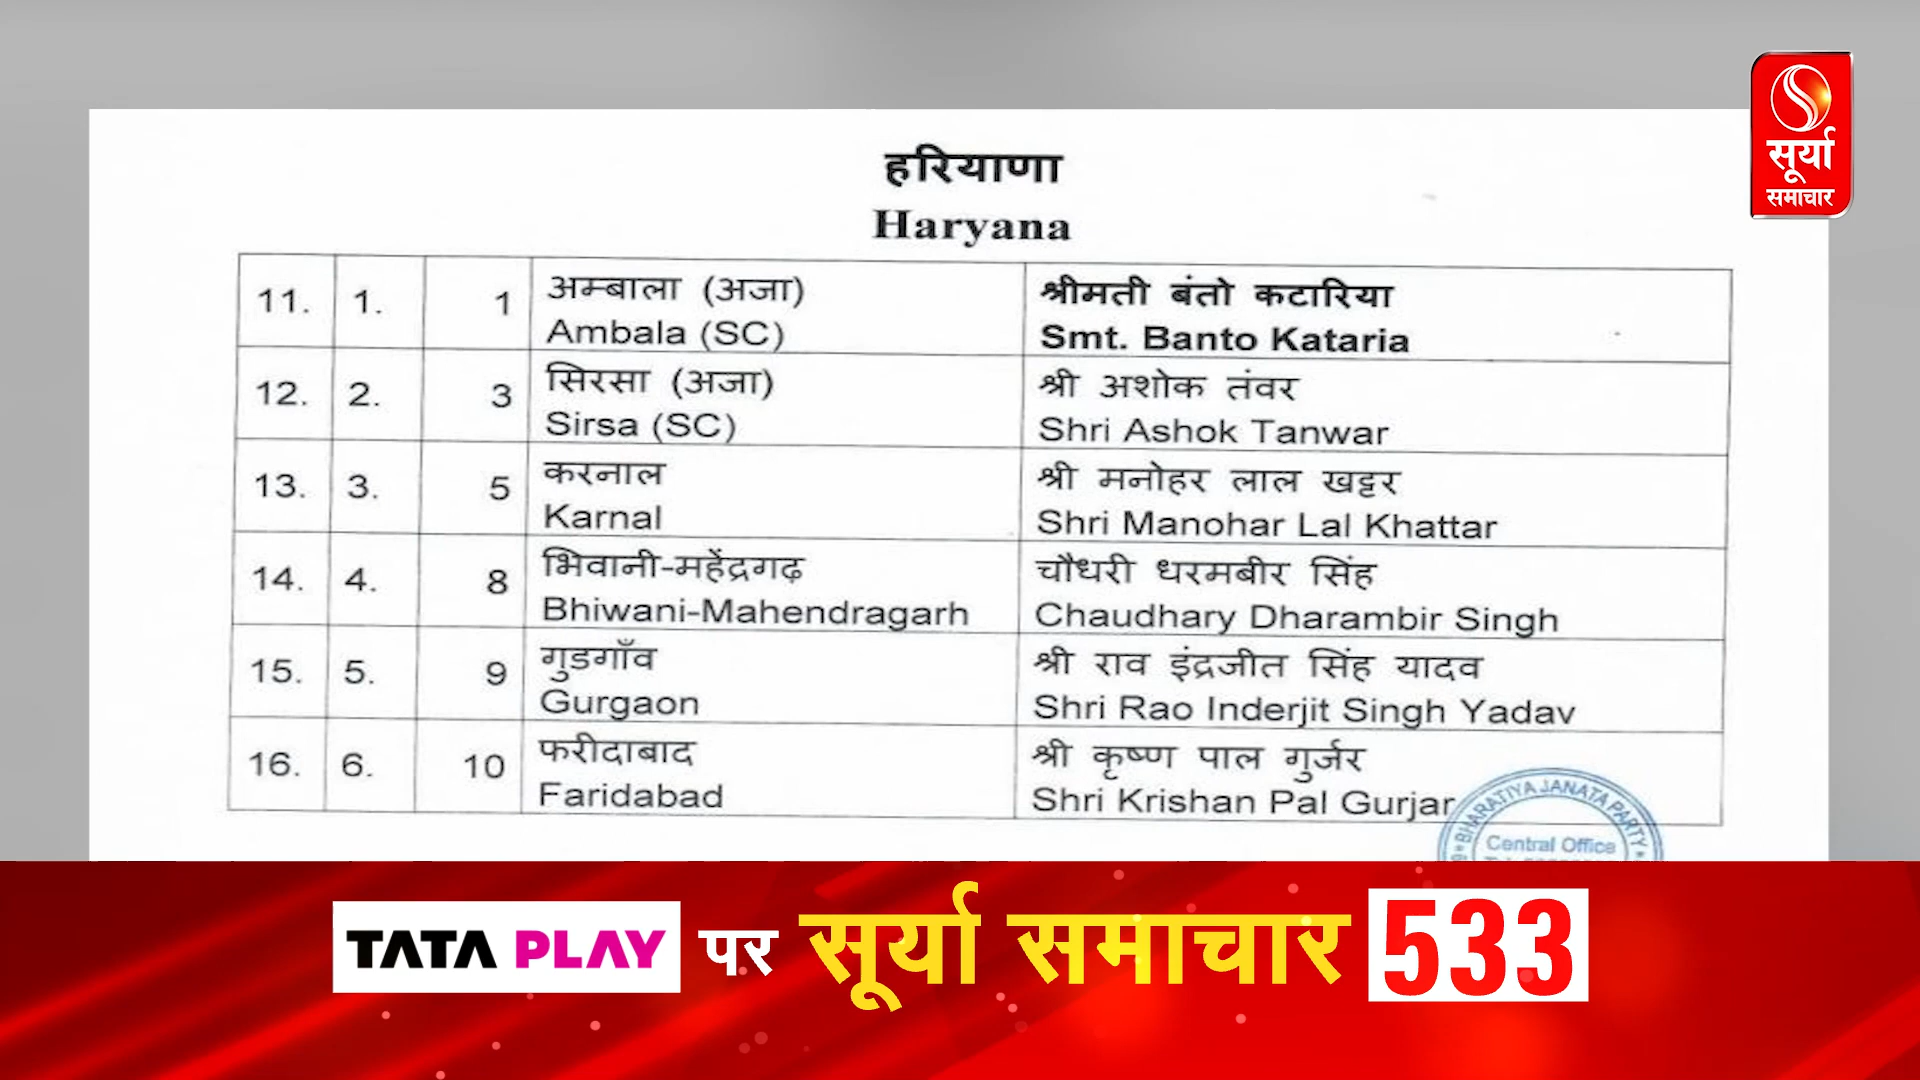 सूर्या
समाचार
हरियाणा
Haryana
11. 1. 1 अम्बाला (अजा) श्रीमती बंतो कटारिया
Ambala (SC) Smt. Banto Kataria
12. 2. 3 सिरसा (अजा) श्री अशोक तंवर
Sirsa (SC) Shri Ashok Tanwar
13. 3. 5 करनाल श्री मनोहर लाल खट्टर
Karnal Shri Manohar Lal Khattar
14. 4. 8 भिवानी-महेंद्रगढ़ चौधरी धरमबीर सिंह
Bhiwani-Mahendragarh Chaudhary Dharambir Singh
15. 5. 9 गुडगाँव श्री राव इंद्रजीत सिंह यादव
Gurgaon Shri Rao Inderjit Singh Yadav
16. 6. 10 फरीदाबाद श्री कृष्ण पाल गुर्जर
Faridabad Shri Krishan Pal Gurjar
BHARATIYA JANATA PARTY
Central Office
TATA PLAY पर सूर्या समाचार 533